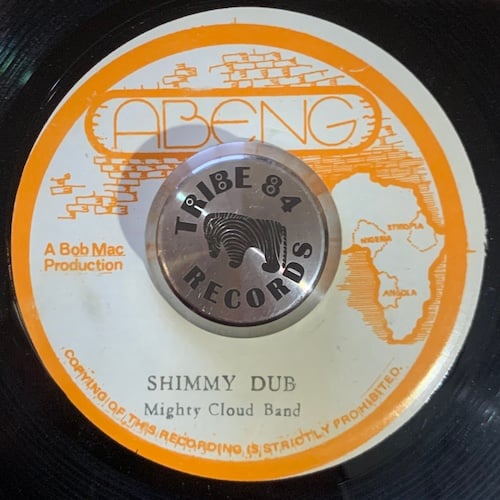 ABENG
TRIBE 84
RECORDS
A Bob Mac
Production
ETHIOPIA
NIGERIA
ANGOLA
SHIMMY DUB
Mighty Cloud Band
COPYING OF THIS RECORDING IS STRICTLY PROHIBITED.